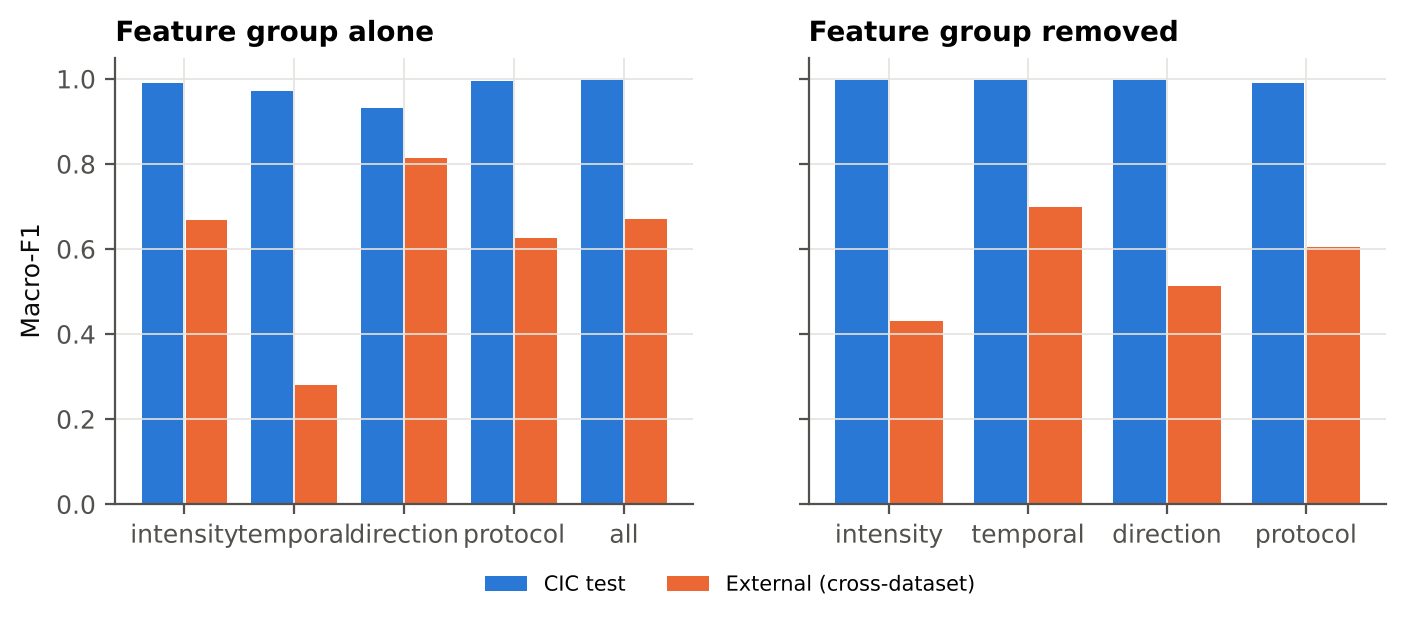 Feature group alone
Feature group removed
Macro-F1
1.0
0.8
0.6
0.4
0.2
0.0
intensity temporal direction protocol all
intensity temporal direction protocol
CIC test External (cross-dataset)